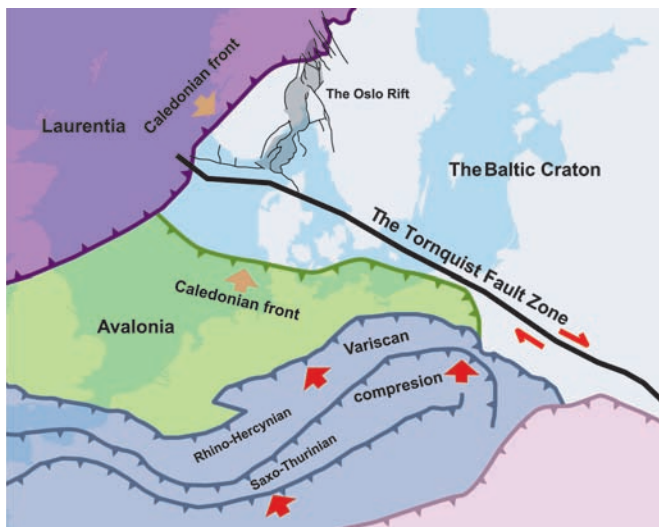 Caledonian front
The Oslo Rift
Laurentia
The Baltic Craton
The Tornquist Fault Zone
Caledonian front
Avalonia
Variscan
compresion
Rhino-Hercynian
Saxo-Thurinian